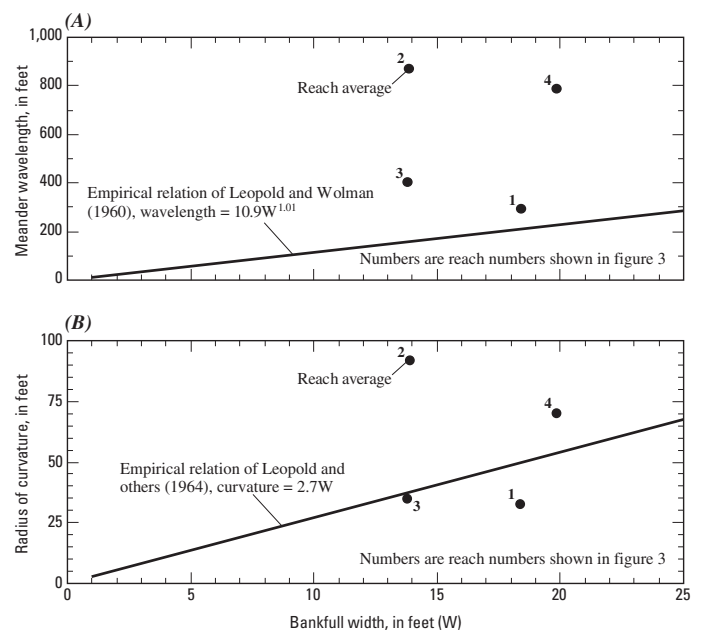 (A)
1,000
800
600
400
200
0
Meander wavelength, in feet
2
Reach average
4
3
1
Empirical relation of Leopold and Wolman
(1960), wavelength = 10.9W^1.01
Numbers are reach numbers shown in figure 3
(B)
100
75
50
25
0
Radius of curvature, in feet
2
Reach average
4
Empirical relation of Leopold and
others (1964), curvature = 2.7W
3
1
Numbers are reach numbers shown in figure 3
0 5 10 15 20 25
Bankfull width, in feet (W)